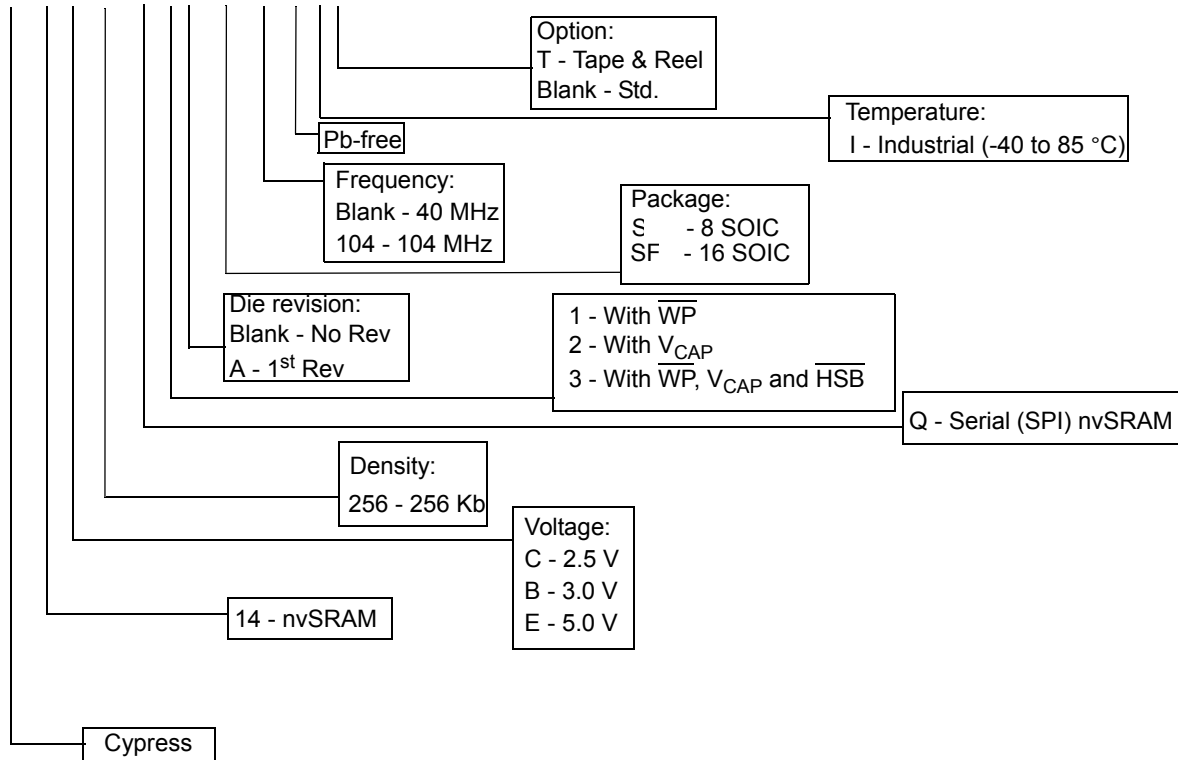 Option:
T - Tape & Reel
Blank - Std.
Temperature:
I - Industrial (-40 to 85 °C)
Pb-free
Frequency:
Blank - 40 MHz
104 - 104 MHz
Package:
S - 8 SOIC
SF - 16 SOIC
Die revision:
Blank - No Rev
A - 1st Rev
1 - With W̅P̅
2 - With VCAP
3 - With W̅P̅, VCAP and H̅S̅B̅
Q - Serial (SPI) nvSRAM
Density:
256 - 256 Kb
Voltage:
C - 2.5 V
B - 3.0 V
E - 5.0 V
14 - nvSRAM
Cypress